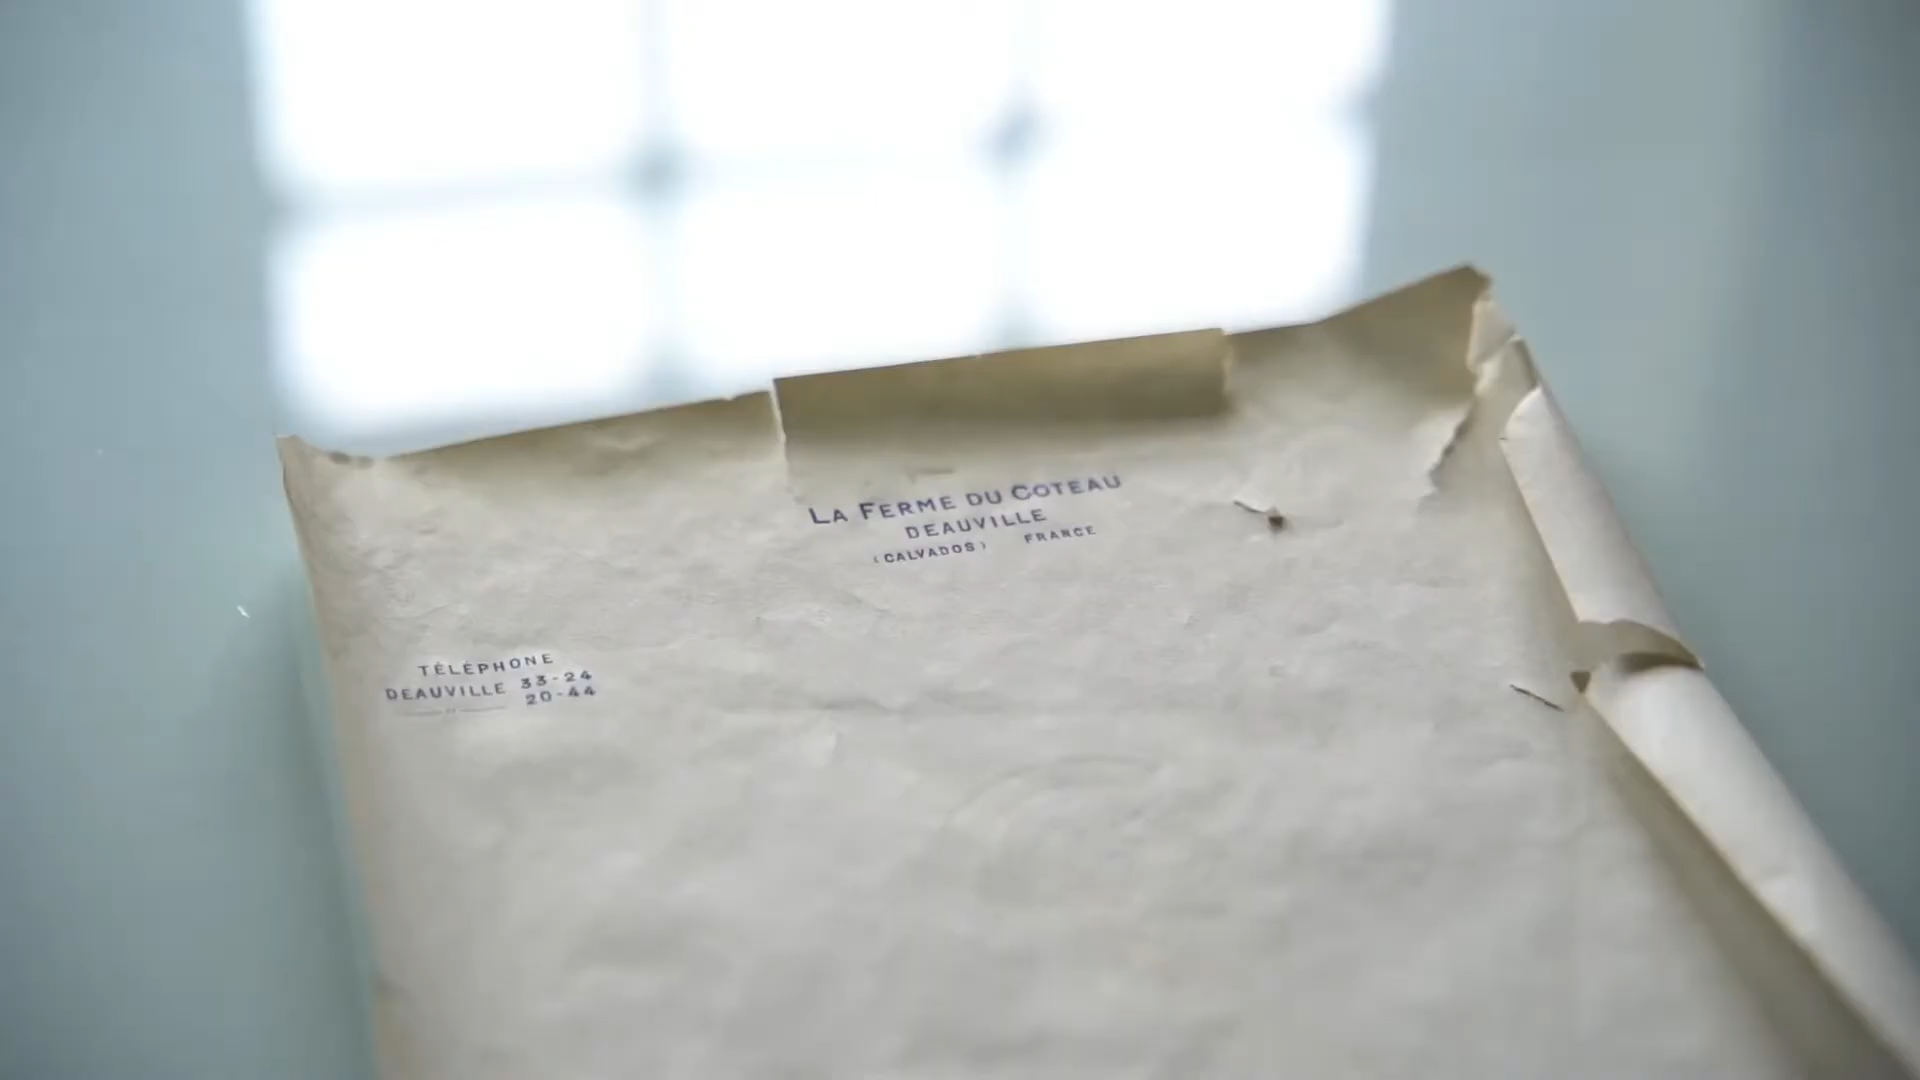 LA FERME DU COTEAU
DEAUVILLE
(CALVADOS) FRANCE
TÉLÉPHONE
DEAUVILLE 33-24
20-44